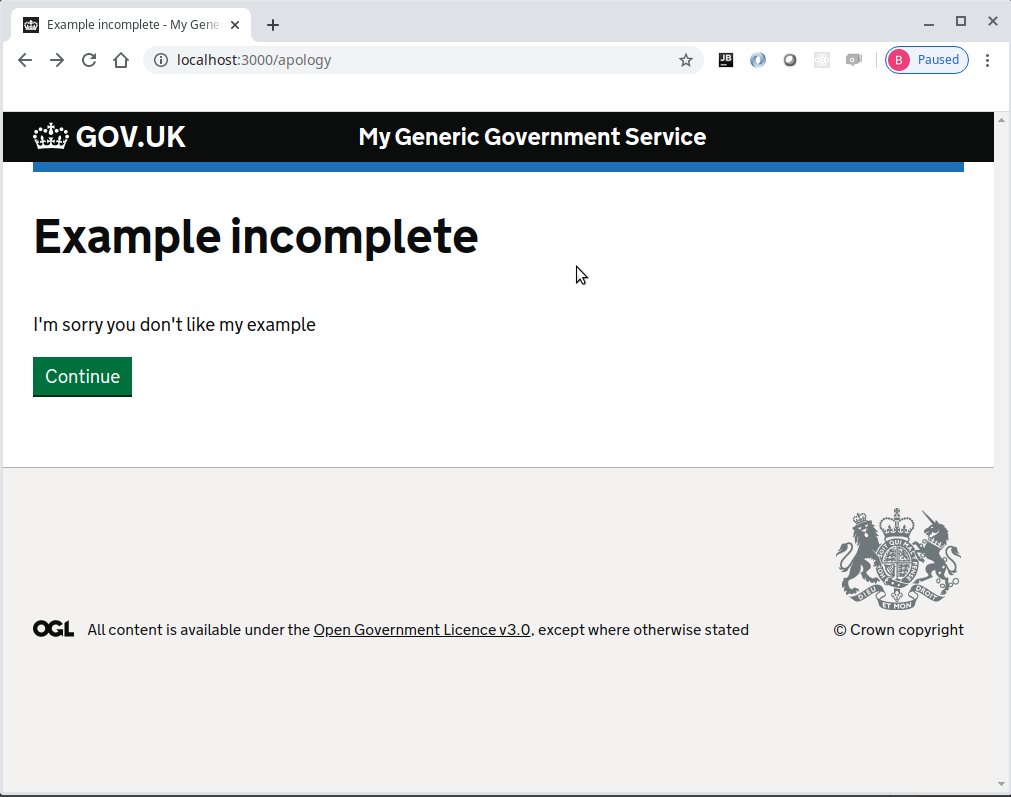 Example incomplete - My Gene
localhost:3000/apology
JB
B Paused
GOV.UK My Generic Government Service
Example incomplete
I'm sorry you don't like my example
Continue
DIEU ET MON DROIT
OGL All content is available under the Open Government Licence v3.0, except where otherwise stated
© Crown copyright